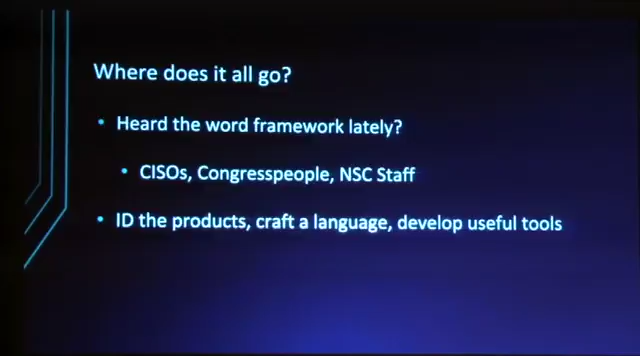 Where does it all go?
• Heard the word framework lately?
• CISOs, Congresspeople, NSC Staff
• ID the products, craft a language, develop useful tools